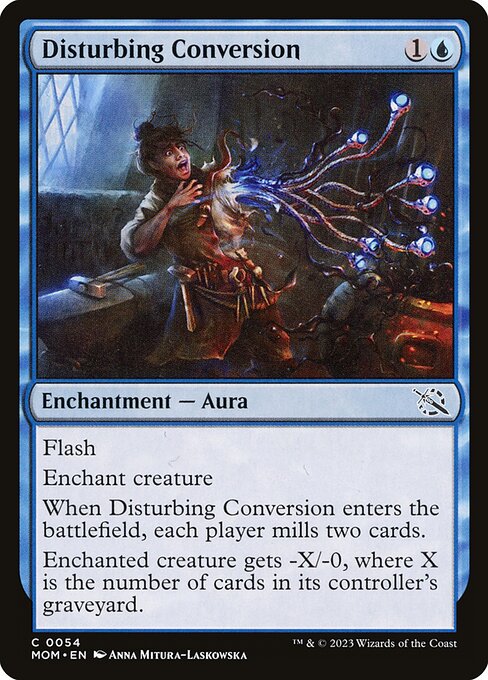 Disturbing Conversion 1
Enchantment — Aura
Flash
Enchant creature
When Disturbing Conversion enters the
battlefield, each player mills two cards.
Enchanted creature gets -X/-0, where X
is the number of cards in its controller's
graveyard.
C 0054
MOM • EN Anna Mitura-Laskowska
™ & © 2023 Wizards of the Coast